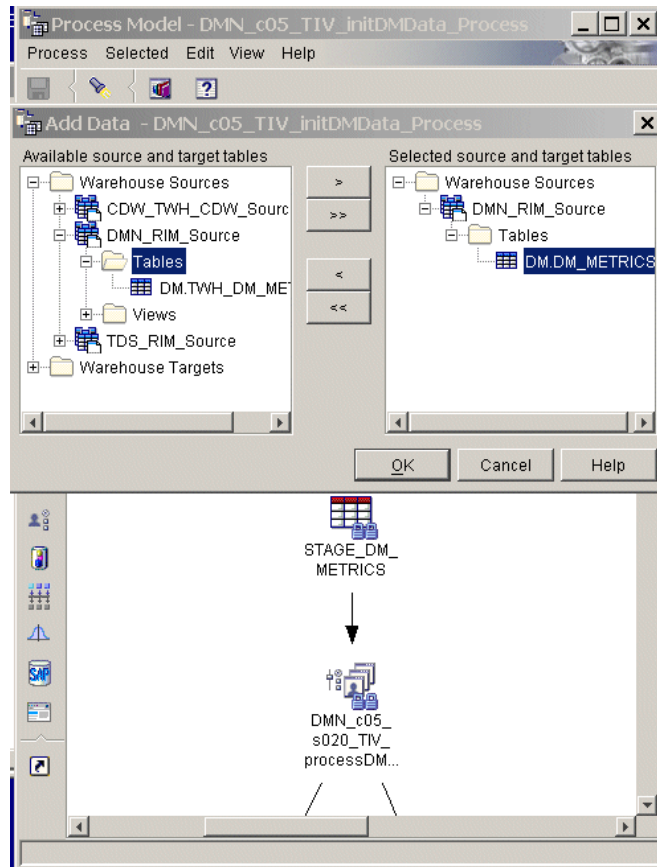 Process Model - DMN_c05_TIV_initDMData_Process
Process Selected Edit View Help
Add Data - DMN_c05_TIV_initDMData_Process
Available source and target tables
Warehouse Sources
CDW_TWH_CDW_Sourc
DMN_RIM_Source
Tables
DM.TWH_DM_ME
Views
TDS_RIM_Source
Warehouse Targets
>
>>
<
<<
Selected source and target tables
Warehouse Sources
DMN_RIM_Source
Tables
DM.DM_METRICS
OK Cancel Help
STAGE_DM_
METRICS
SAP
DMN_c05_
s020_TIV_
processDM...